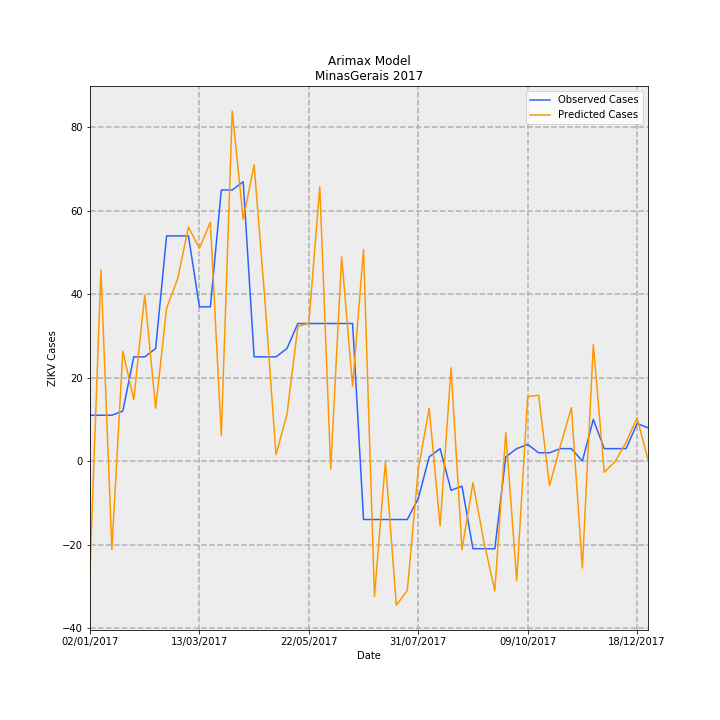 Arimax Model
MinasGerais 2017
Observed Cases
Predicted Cases
80
60
40
20
0
−20
−40
ZIKV Cases
02/01/2017
13/03/2017
22/05/2017
31/07/2017
09/10/2017
18/12/2017
Date